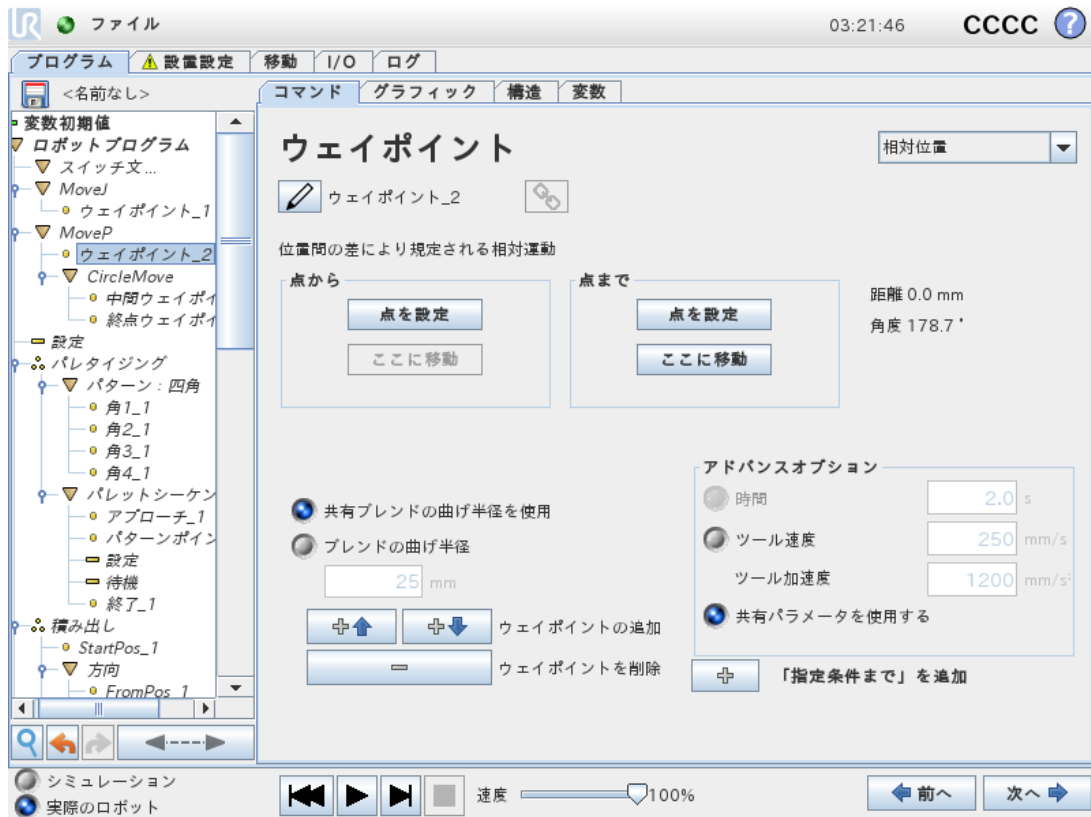 UR ファイル 03:21:46 CCCC ?
プログラム 設置設定 移動 I/O ログ
<名前なし>
コマンド グラフィック 構造 変数
変数初期値
ロボットプログラム
スイッチ文...
MoveJ
ウェイポイント_1
MoveP
ウェイポイント_2
CircleMove
中間ウェイポイ
終点ウェイポイ
設定
パレタイジング
パターン : 四角
角1_1
角2_1
角3_1
角4_1
パレットシーケン
アプローチ_1
パターンポイン
設定
待機
終了_1
積み出し
StartPos_1
方向
FromPos_1
ウェイポイント
相対位置
ウェイポイント_2
位置間の差により規定される相対運動
点から
点を設定
ここに移動
点まで
点を設定
ここに移動
距離 0.0 mm
角度 178.7 °
共有ブレンドの曲げ半径を使用
ブレンドの曲げ半径
25 mm
ウェイポイントの追加
ウェイポイントを削除
アドバンスオプション
時間 2.0 s
ツール速度 250 mm/s
ツール加速度 1200 mm/s²
共有パラメータを使用する
「指定条件まで」を追加
シミュレーション
実際のロボット
速度 100%
前へ 次へ